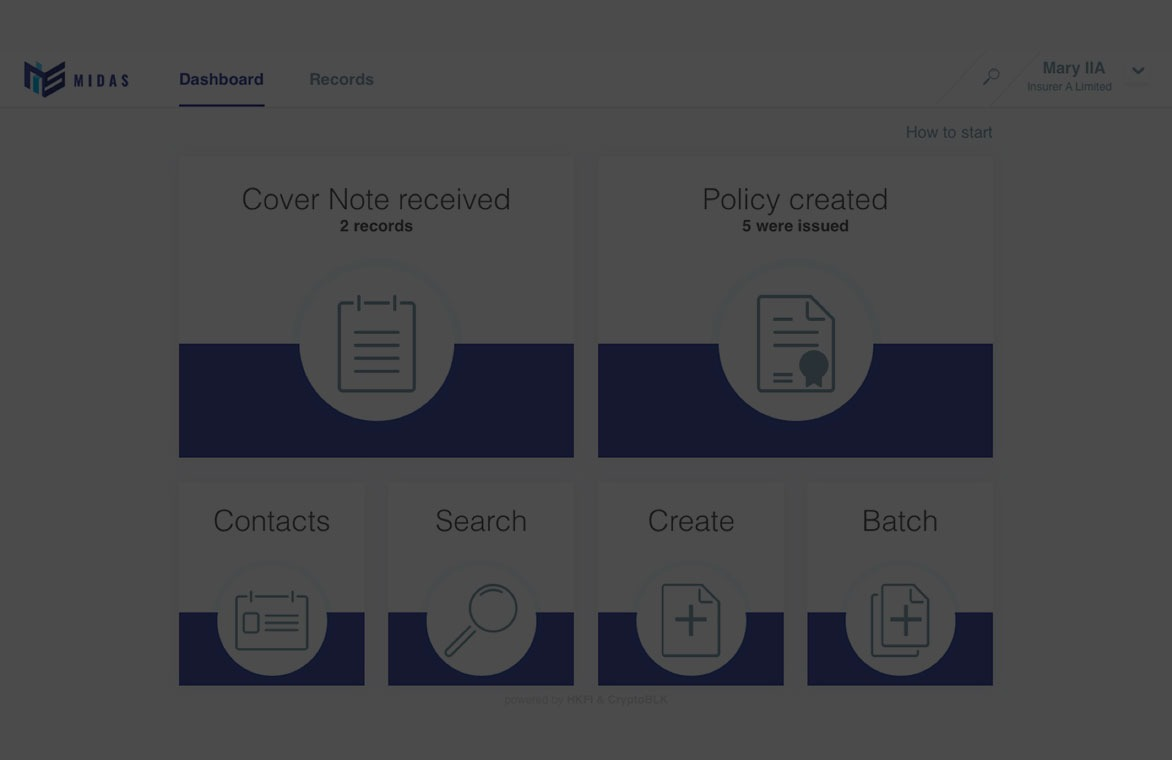 MIDAS
Dashboard
Records
Mary IIA
Insurer A Limited
How to start
Cover Note received
2 records
Policy created
5 were issued
Contacts
Search
Create
Batch
powered by HKFI & CryptoBLK